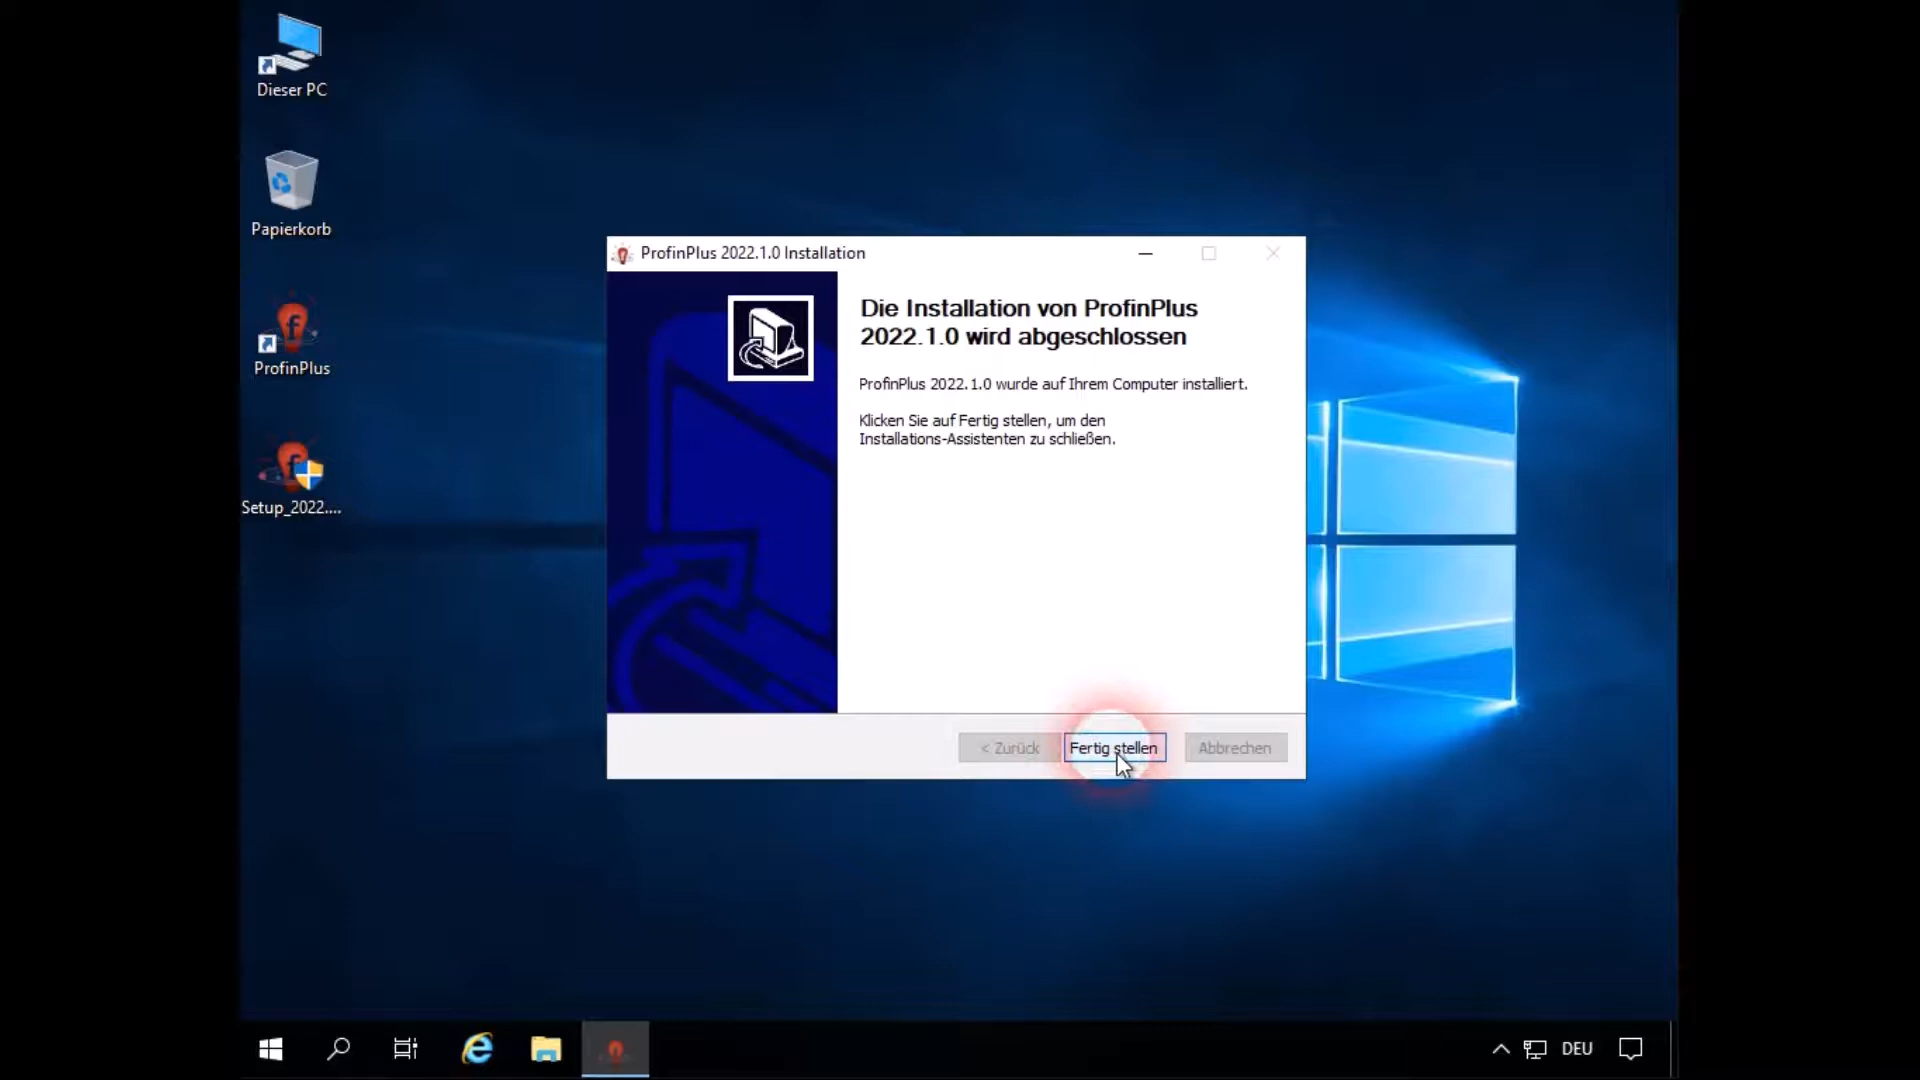 Dieser PC
Papierkorb
ProfinPlus
Setup_2022....
ProfinPlus 2022.1.0 Installation
Die Installation von ProfinPlus
2022.1.0 wird abgeschlossen
ProfinPlus 2022.1.0 wurde auf Ihrem Computer installiert.
Klicken Sie auf Fertig stellen, um den
Installations-Assistenten zu schließen.
< Zurück
Fertig stellen
Abbrechen
DEU